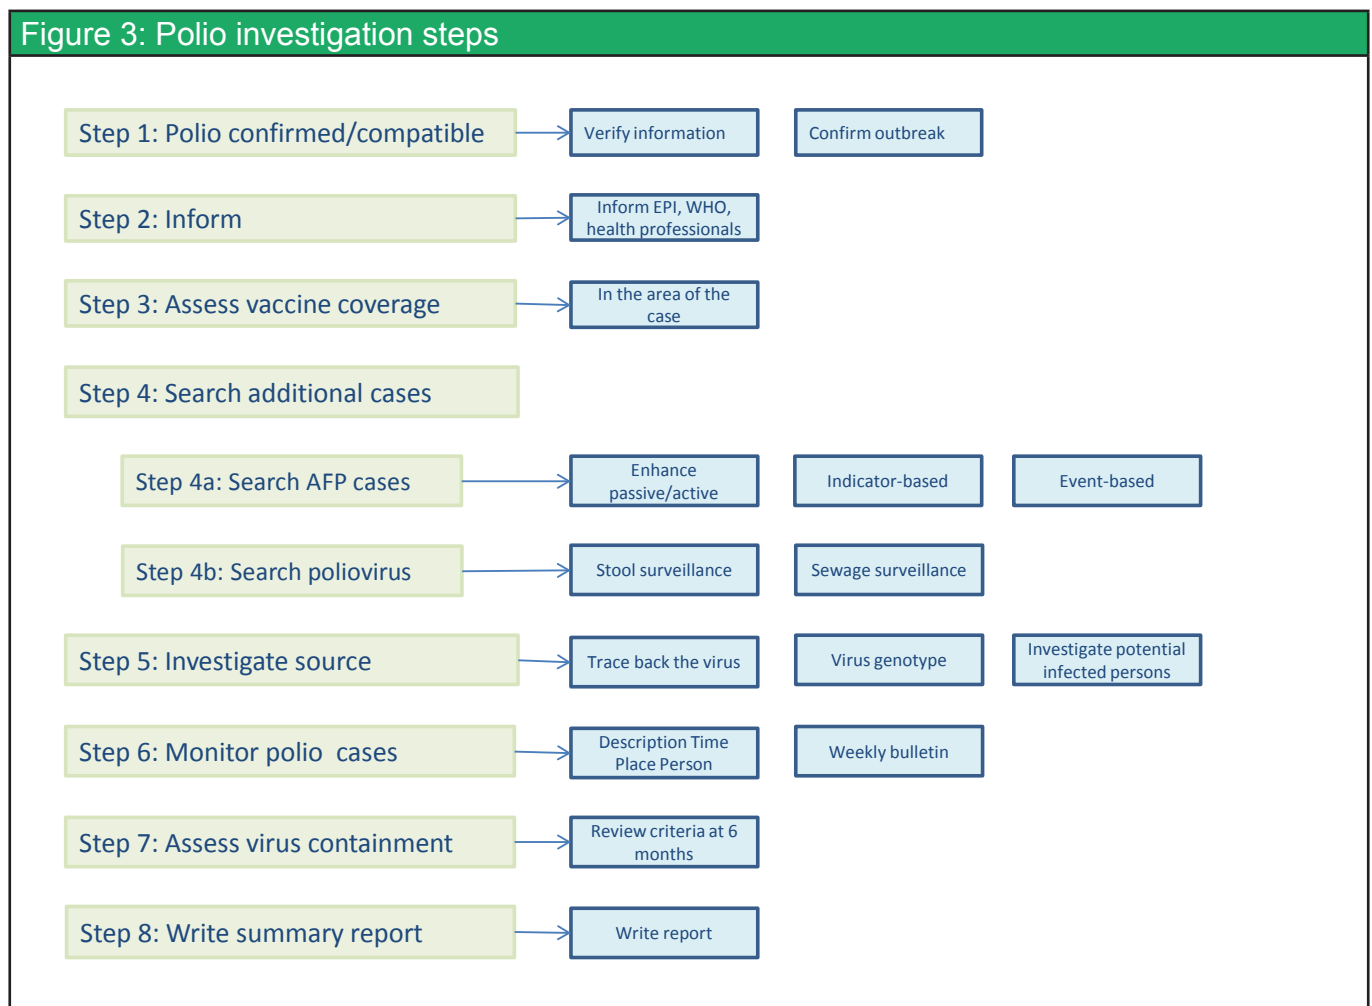 Figure 3: Polio investigation steps
Step 1: Polio confirmed/compatible
Verify information
Confirm outbreak
Step 2: Inform
Inform EPI, WHO,
health professionals
Step 3: Assess vaccine coverage
In the area of the
case
Step 4: Search additional cases
Step 4a: Search AFP cases
Enhance
passive/active
Indicator-based
Event-based
Step 4b: Search poliovirus
Stool surveillance
Sewage surveillance
Step 5: Investigate source
Trace back the virus
Virus genotype
Investigate potential
infected persons
Step 6: Monitor polio cases
Description Time
Place Person
Weekly bulletin
Step 7: Assess virus containment
Review criteria at 6
months
Step 8: Write summary report
Write report